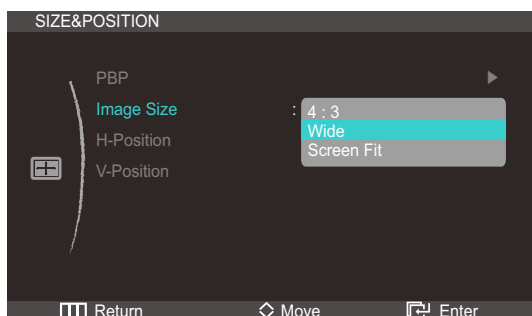 SIZE&POSITION
PBP
Image Size : 4 : 3
Wide
Screen Fit
H-Position
V-Position
Return Move Enter